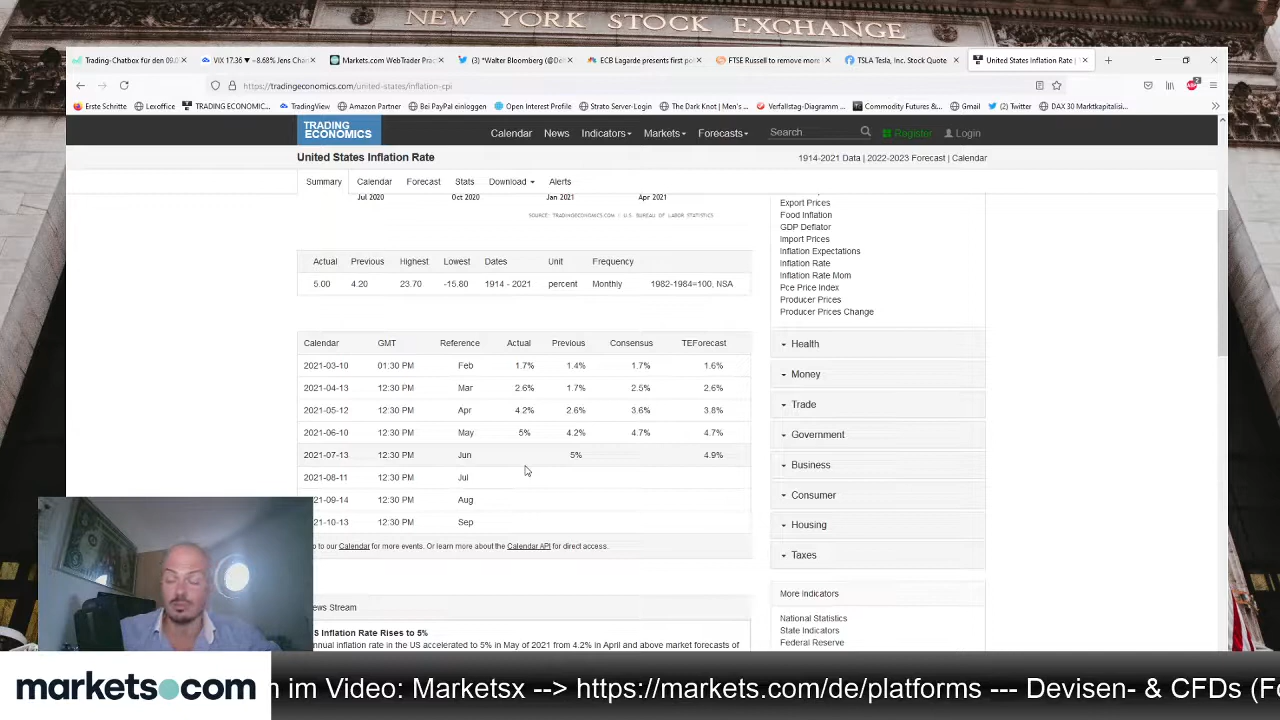 NEW YORK STOCK EXCHANGE
Trading-Chatbox für den 09.0
VIX 17.36 ▼ −8.68% Jens Chan
Markets.com WebTrader Prac
(3) *Walter Bloomberg (@De
ECB Lagarde presents first po
FTSE Russell to remove more
TSLA Tesla, Inc. Stock Quote
United States Inflation Rate |
https://tradingeconomics.com/united-states/inflation-cpi
Erste Schritte
Lexoffice
TRADING ECONOMIC...
TradingView
Amazon Partner
Bei PayPal einloggen
Open Interest Profile
Strato Server-Login
The Dark Knot | Men's ...
Verfallstag-Diagramm ...
Commodity Futures &...
Gmail
(2) Twitter
DAX 30 Marktkapitalisi...
TRADING
ECONOMICS
Calendar News Indicators Markets Forecasts Search Register Login
United States Inflation Rate
1914-2021 Data | 2022-2023 Forecast | Calendar
Summary Calendar Forecast Stats Download Alerts
Jul 2020 Oct 2020 Jan 2021 Apr 2021
SOURCE: TRADINGECONOMICS.COM | U.S. BUREAU OF LABOR STATISTICS
Actual Previous Highest Lowest Dates Unit Frequency
5.00 4.20 23.70 -15.80 1914 - 2021 percent Monthly 1982-1984=100, NSA
Calendar GMT Reference Actual Previous Consensus TEForecast
2021-03-10 01:30 PM Feb 1.7% 1.4% 1.7% 1.6%
2021-04-13 12:30 PM Mar 2.6% 1.7% 2.5% 2.6%
2021-05-12 12:30 PM Apr 4.2% 2.6% 3.6% 3.8%
2021-06-10 12:30 PM May 5% 4.2% 4.7% 4.7%
2021-07-13 12:30 PM Jun 5% 4.9%
2021-08-11 12:30 PM Jul
21-09-14 12:30 PM Aug
21-10-13 12:30 PM Sep
to our Calendar for more events. Or learn more about the Calendar API for direct access.
ews Stream
S Inflation Rate Rises to 5%
nnual inflation rate in the US accelerated to 5% in May of 2021 from 4.2% in April and above market forecasts of
Export Prices
Food Inflation
GDP Deflator
Import Prices
Inflation Expectations
Inflation Rate
Inflation Rate Mom
Pce Price Index
Producer Prices
Producer Prices Change
Health
Money
Trade
Government
Business
Consumer
Housing
Taxes
More Indicators
National Statistics
State Indicators
Federal Reserve
markets.com
n im Video: Marketsx --> https://markets.com/de/platforms --- Devisen- & CFDs (Fo